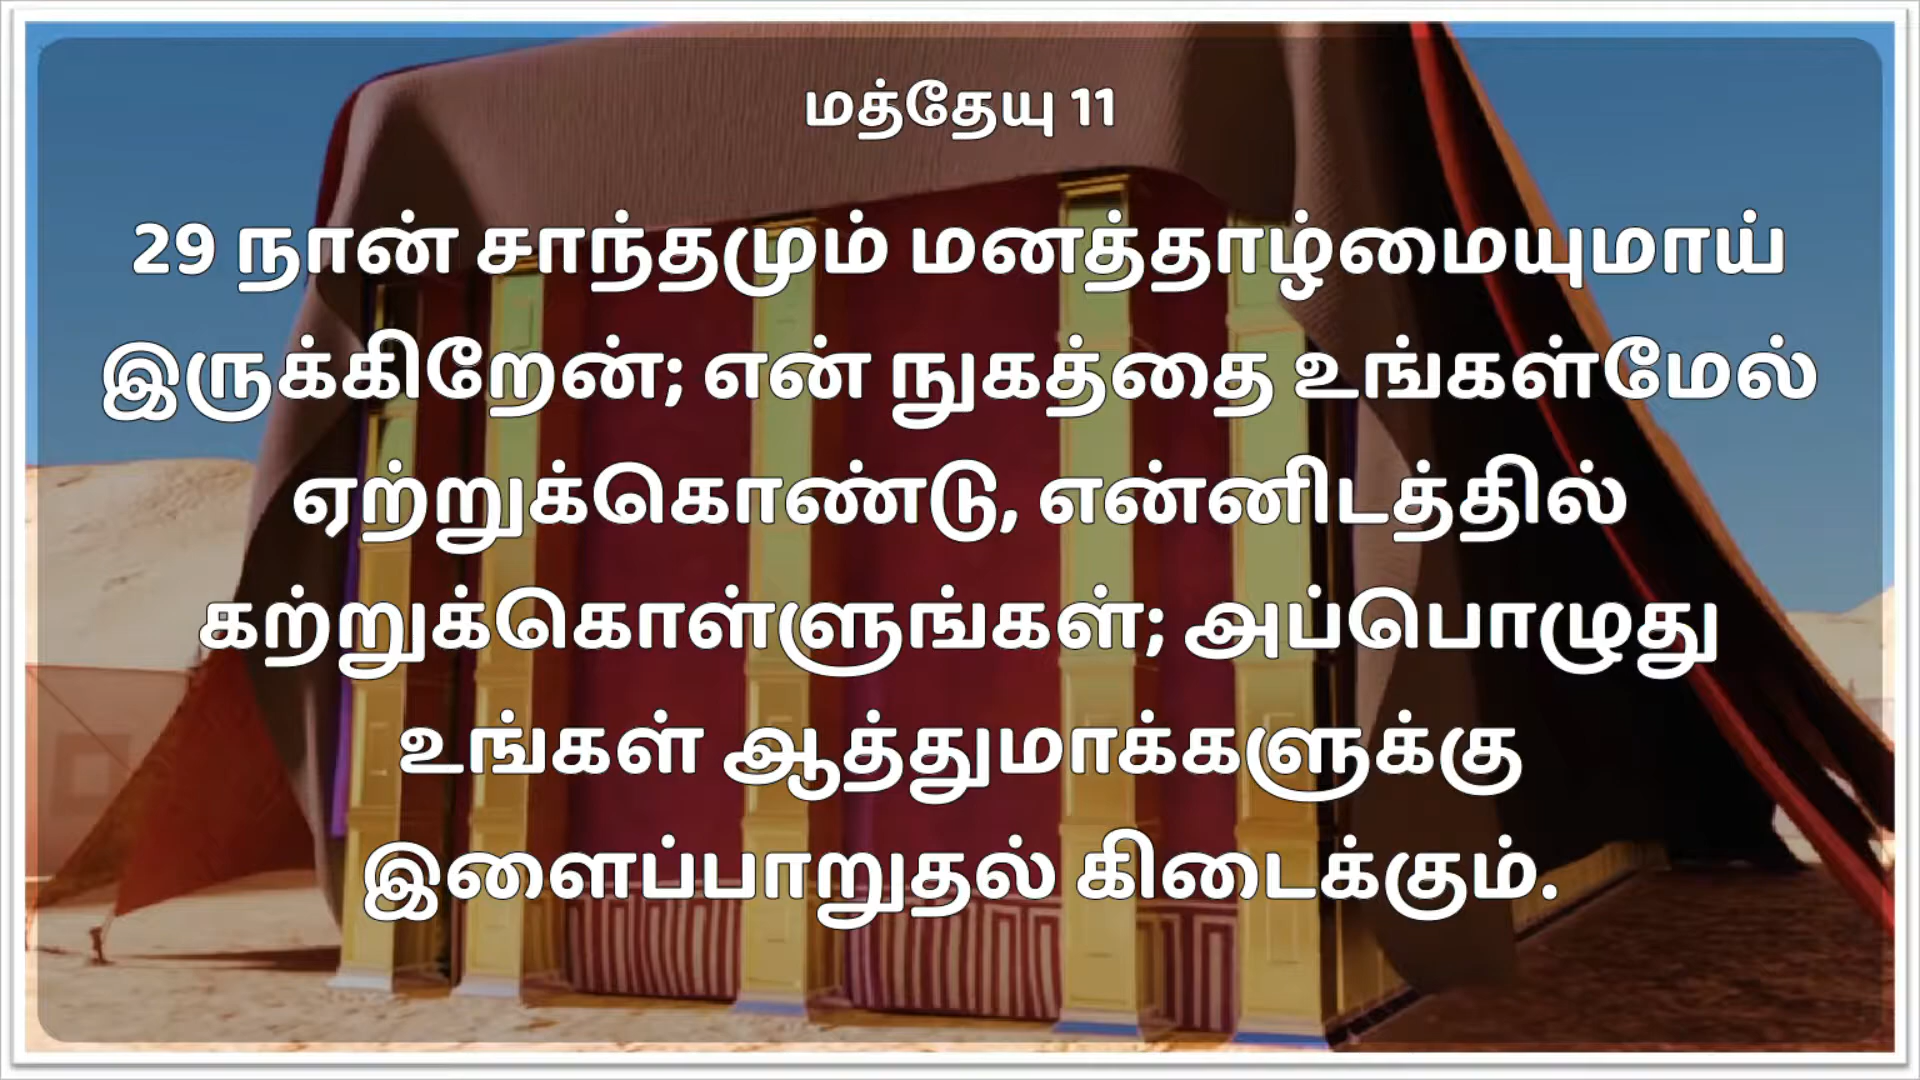 மத்தேயு 11
29 நான் சாந்தமும் மனத்தாழ்மையுமாய்
இருக்கிறேன்; என் நுகத்தை உங்கள்மேல்
ஏற்றுக்கொண்டு, என்னிடத்தில்
கற்றுக்கொள்ளுங்கள்; அப்பொழுது
உங்கள் ஆத்துமாக்களுக்கு
இளைப்பாறுதல் கிடைக்கும்.